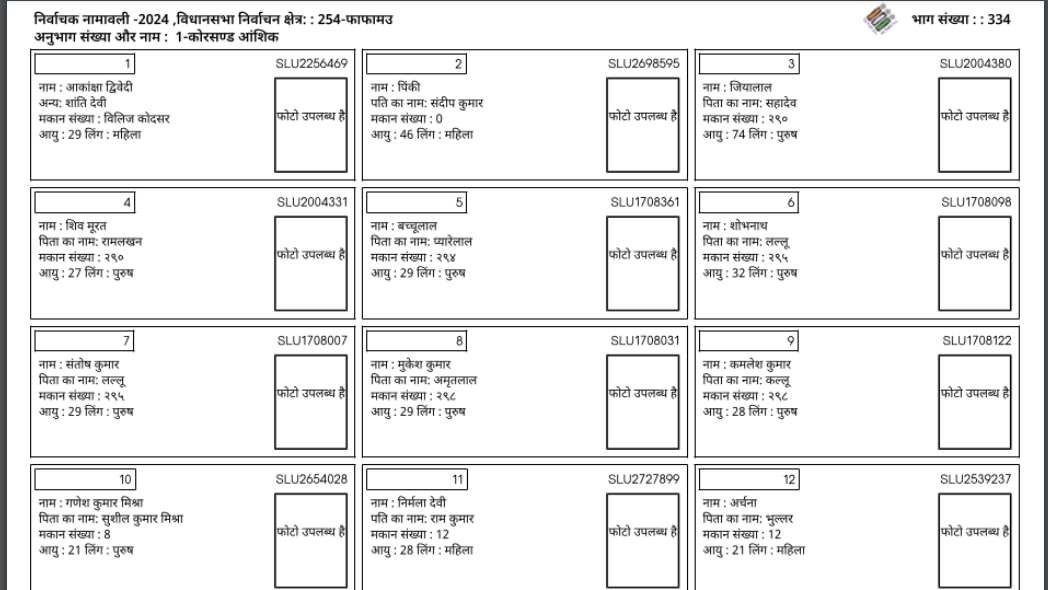 निर्वाचक नामावली -2024 ,विधानसभा निर्वाचन क्षेत्र: : 254-फाफामउ
भाग संख्या : : 334
अनुभाग संख्या और नाम : 1-कोरसण्ड आंशिक
1
SLU2256469
नाम : आकांक्षा द्विवेदी
अन्य: शांति देवी
मकान संख्या : विलिज कोदसर
आयु : 29 लिंग : महिला
फोटो उपलब्ध है
2
SLU2698595
नाम : पिंकी
पति का नाम: संदीप कुमार
मकान संख्या : 0
आयु : 46 लिंग : महिला
फोटो उपलब्ध है
3
SLU2004380
नाम : जियालाल
पिता का नाम: सहादेव
मकान संख्या : २९०
आयु : 74 लिंग : पुरुष
फोटो उपलब्ध है
4
SLU2004331
नाम : शिव मूरत
पिता का नाम: रामलखन
मकान संख्या : २९०
आयु : 27 लिंग : पुरुष
फोटो उपलब्ध है
5
SLU1708361
नाम : बच्चूलाल
पिता का नाम: प्यारेलाल
मकान संख्या : २९४
आयु : 29 लिंग : पुरुष
फोटो उपलब्ध है
6
SLU1708098
नाम : शोभनाथ
पिता का नाम: लल्लू
मकान संख्या : २९५
आयु : 32 लिंग : पुरुष
फोटो उपलब्ध है
7
SLU1708007
नाम : संतोष कुमार
पिता का नाम: लल्लू
मकान संख्या : २९५
आयु : 29 लिंग : पुरुष
फोटो उपलब्ध है
8
SLU1708031
नाम : मुकेश कुमार
पिता का नाम: अमृतलाल
मकान संख्या : २९८
आयु : 29 लिंग : पुरुष
फोटो उपलब्ध है
9
SLU1708122
नाम : कमलेश कुमार
पिता का नाम: कल्लू
मकान संख्या : २९८
आयु : 28 लिंग : पुरुष
फोटो उपलब्ध है
10
SLU2654028
नाम : गणेश कुमार मिश्रा
पिता का नाम: सुशील कुमार मिश्रा
मकान संख्या : 8
आयु : 21 लिंग : पुरुष
फोटो उपलब्ध है
11
SLU2727899
नाम : निर्मला देवी
पति का नाम: राम कुमार
मकान संख्या : 12
आयु : 28 लिंग : महिला
फोटो उपलब्ध है
12
SLU2539237
नाम : अर्चना
पिता का नाम: भुल्लर
मकान संख्या : 12
आयु : 21 लिंग : महिला
फोटो उपलब्ध है